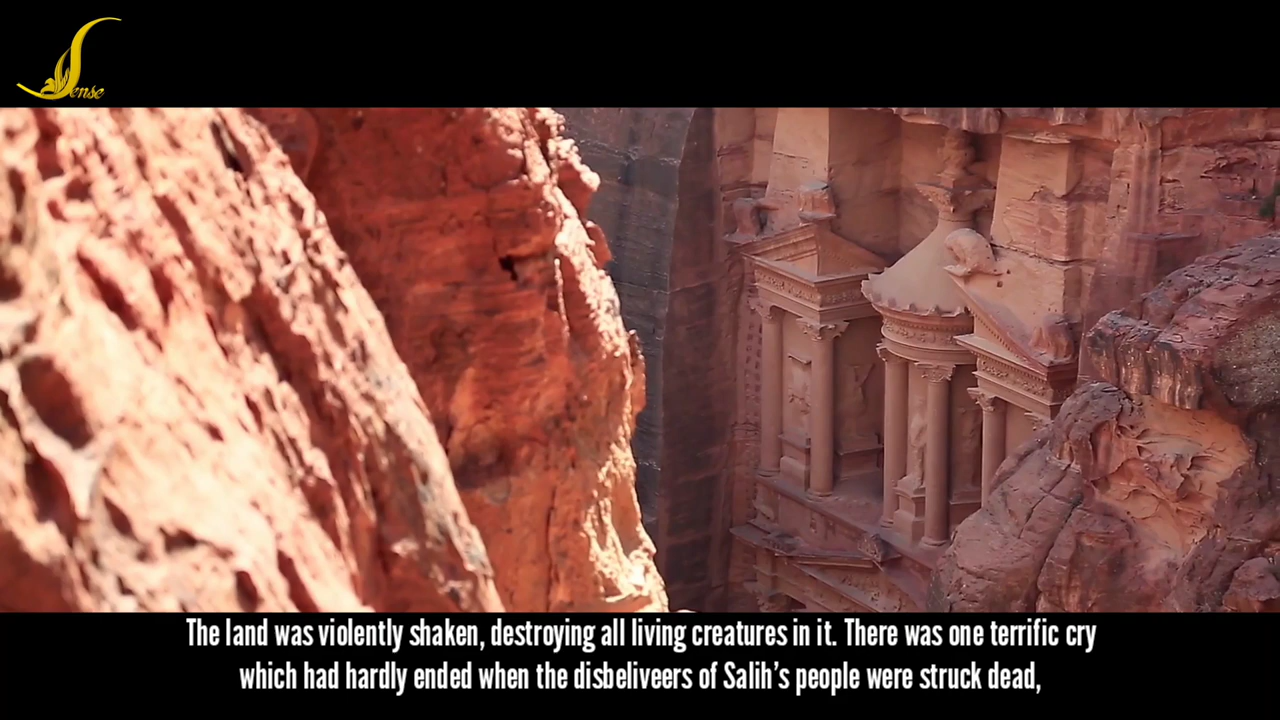 Sense
The land was violently shaken, destroying all living creatures in it. There was one terrific cry
which had hardly ended when the disbeliveers of Salih's people were struck dead,